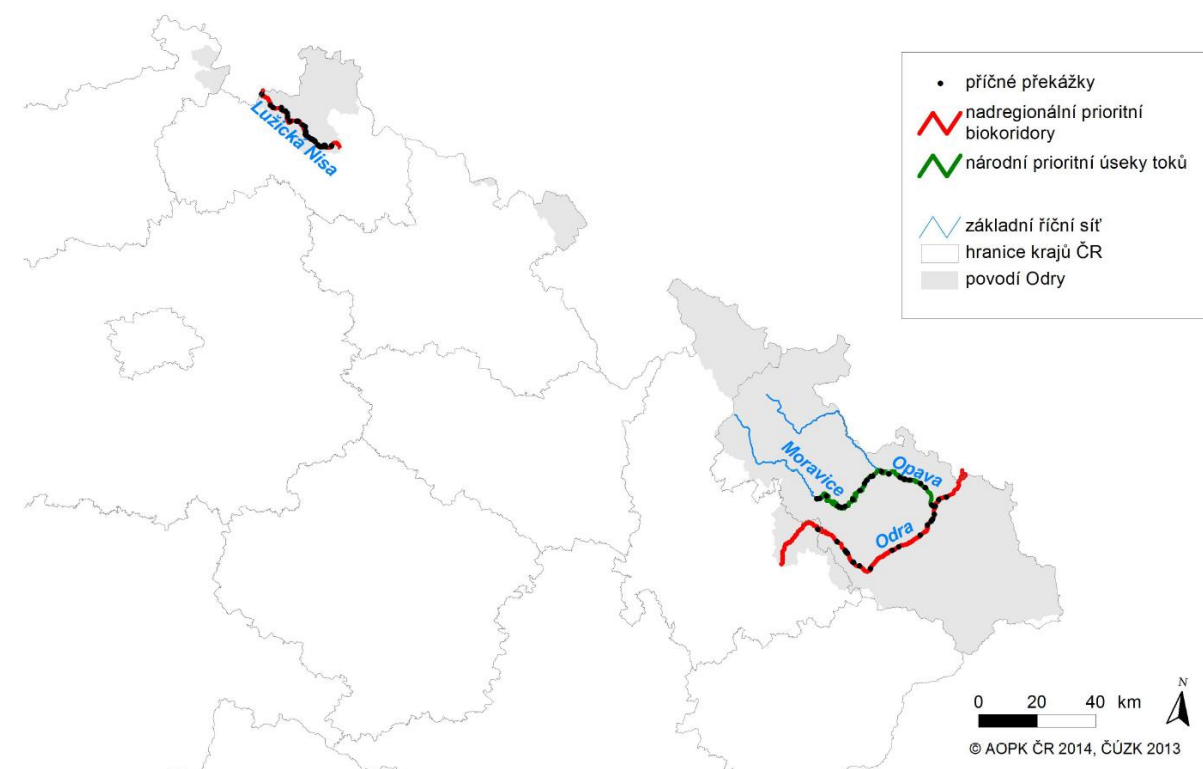 příčné překážky
nadregionální prioritní
biokoridory
národní prioritní úseky toků
základní říční síť
hranice krajů ČR
povodí Odry
Lužická Nisa
Moravice
Opava
Odra
N
0 20 40 km
© AOPK ČR 2014, ČÚZK 2013